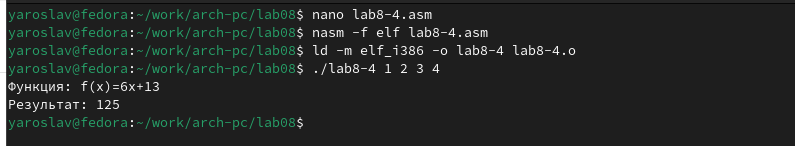 yaroslav@fedora:~/work/arch-pc/lab08$ nano lab8-4.asm
yaroslav@fedora:~/work/arch-pc/lab08$ nasm -f elf lab8-4.asm
yaroslav@fedora:~/work/arch-pc/lab08$ ld -m elf_i386 -o lab8-4 lab8-4.o
yaroslav@fedora:~/work/arch-pc/lab08$ ./lab8-4 1 2 3 4
Функция: f(x)=6x+13
Результат: 125
yaroslav@fedora:~/work/arch-pc/lab08$